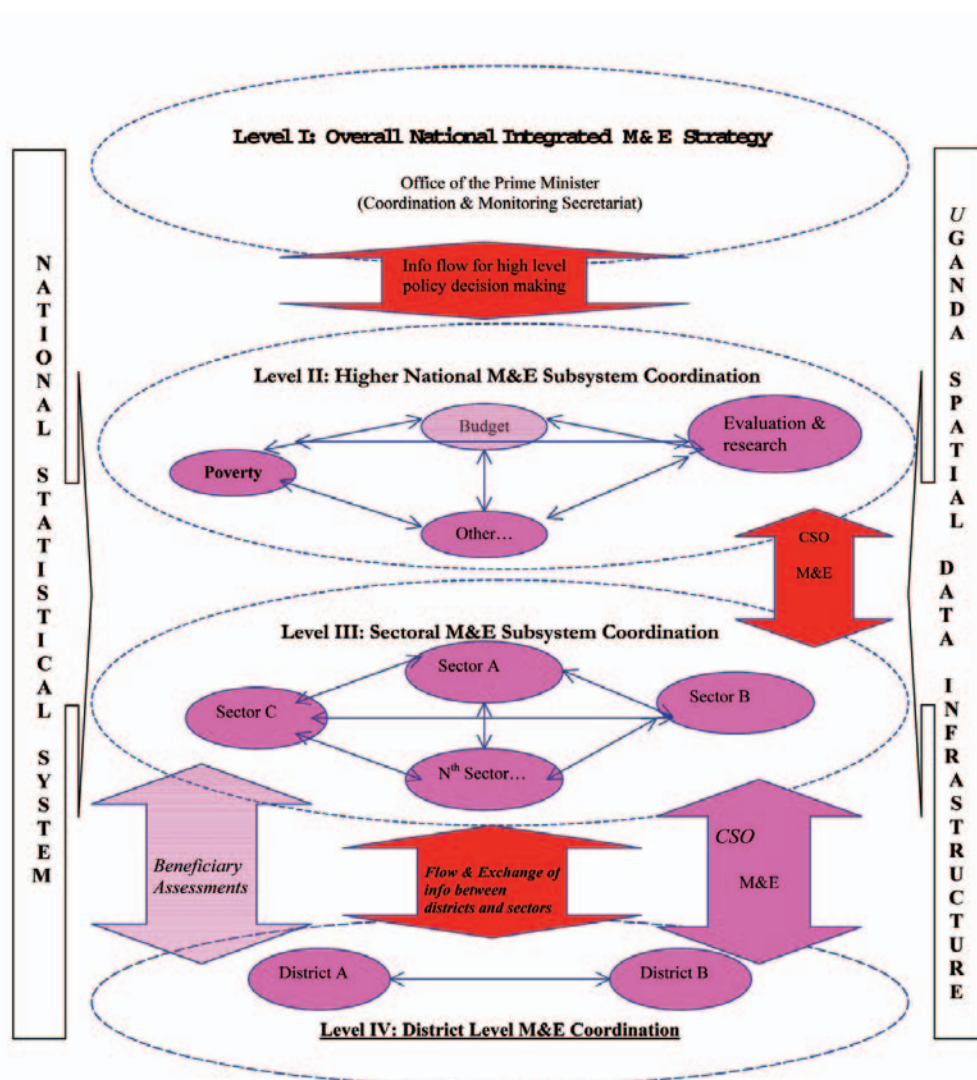 Level I: Overall National Integrated M& E Strategy
Office of the Prime Minister
(Coordination & Monitoring Secretariat)
Info flow for high level
policy decision making
Level II: Higher National M&E Subsystem Coordination
Budget
Evaluation &
research
Poverty
Other…
CSO
M&E
Level III: Sectoral M&E Subsystem Coordination
Sector A
Sector B
Sector C
Nth Sector…
Beneficiary
Assessments
Flow & Exchange of
info between
districts and sectors
CSO
M&E
District A
District B
Level IV: District Level M&E Coordination
NATIONAL STATISTICAL SYSTEM
UGANDA SPATIAL DATA INFRASTRUCTURE